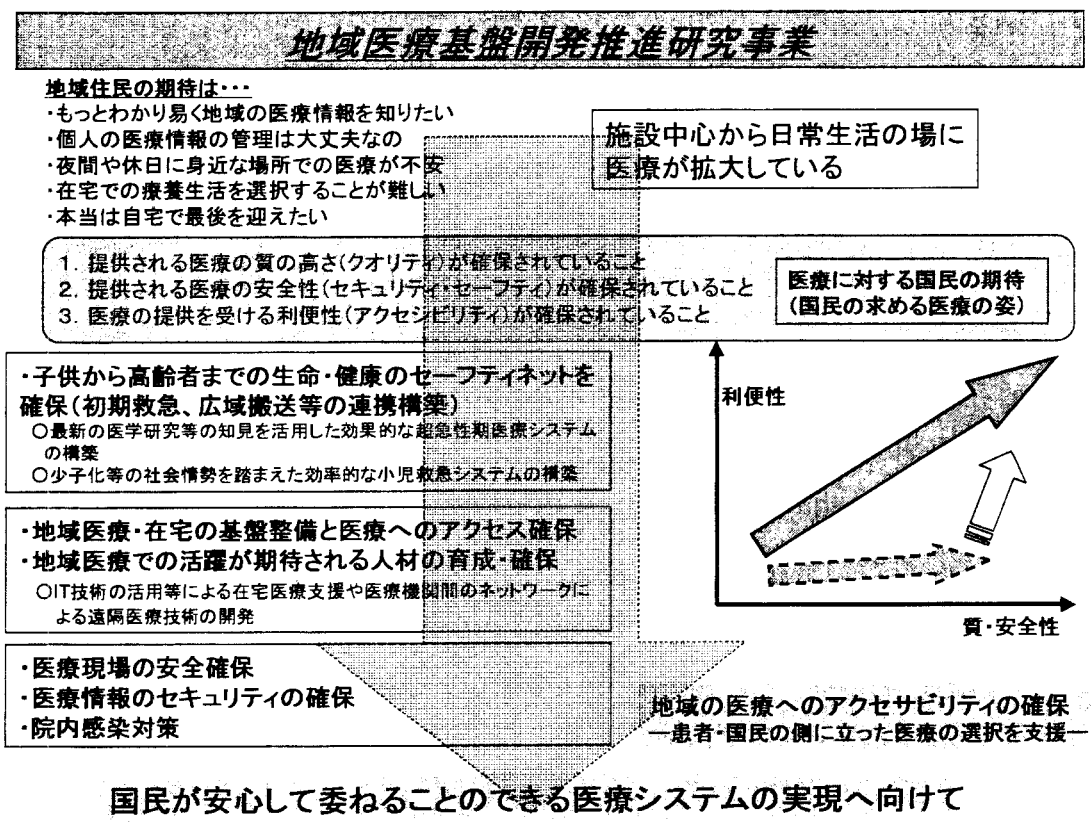 地域医療基盤開発推進研究事業
地域住民の期待は・・・
・もっとわかり易く地域の医療情報を知りたい
・個人の医療情報の管理は大丈夫なの
・夜間や休日に身近な場所での医療が不安
・在宅での療養生活を選択することが難しい
・本当は自宅で最後を迎えたい
施設中心から日常生活の場に
医療が拡大している
1．提供される医療の質の高さ(クオリティ)が確保されていること
2．提供される医療の安全性(セキュリティ・セーフティ)が確保されていること
3．医療の提供を受ける利便性(アクセシビリティ)が確保されていること
医療に対する国民の期待
(国民の求める医療の姿)
・子供から高齢者までの生命・健康のセーフティネットを
確保(初期救急、広域搬送等の連携構築)
○最新の医学研究等の知見を活用した効果的な超急性期医療システム
の構築
○少子化等の社会情勢を踏まえた効率的な小児救急システムの構築
・地域医療・在宅の基盤整備と医療へのアクセス確保
・地域医療での活躍が期待される人材の育成・確保
○IT技術の活用等による在宅医療支援や医療機関間のネットワークに
よる遠隔医療技術の開発
・医療現場の安全確保
・医療情報のセキュリティの確保
・院内感染対策
利便性
質・安全性
地域の医療へのアクセサビリティの確保
―患者・国民の側に立った医療の選択を支援―
国民が安心して委ねることのできる医療システムの実現へ向けて